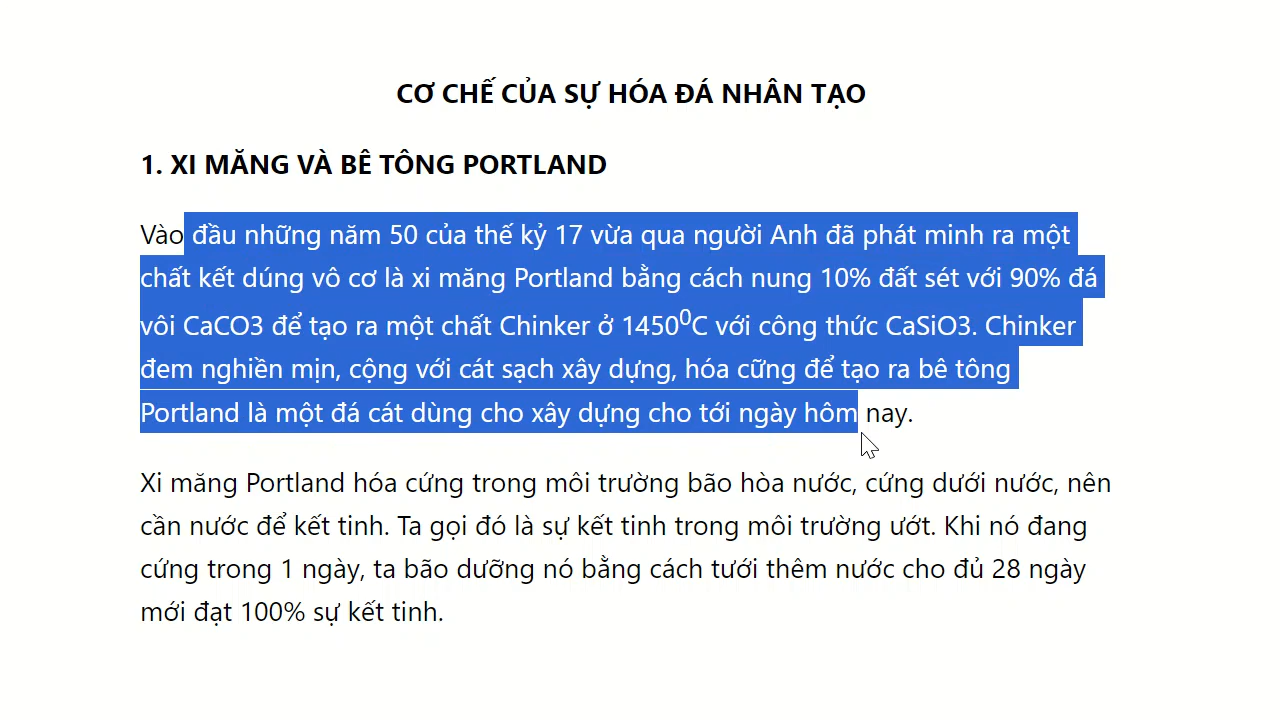 CƠ CHẾ CỦA SỰ HÓA ĐÁ NHÂN TẠO
1. XI MĂNG VÀ BÊ TÔNG PORTLAND
Vào đầu những năm 50 của thế kỷ 17 vừa qua người Anh đã phát minh ra một
chất kết dúng vô cơ là xi măng Portland bằng cách nung 10% đất sét với 90% đá
vôi CaCO3 để tạo ra một chất Chinker ở 1450⁰C với công thức CaSiO3. Chinker
đem nghiền mịn, cộng với cát sạch xây dựng, hóa cững để tạo ra bê tông
Portland là một đá cát dùng cho xây dựng cho tới ngày hôm nay.
Xi măng Portland hóa cứng trong môi trường bão hòa nước, cứng dưới nước, nên
cần nước để kết tinh. Ta gọi đó là sự kết tinh trong môi trường ướt. Khi nó đang
cứng trong 1 ngày, ta bão dưỡng nó bằng cách tưới thêm nước cho đủ 28 ngày
mới đạt 100% sự kết tinh.